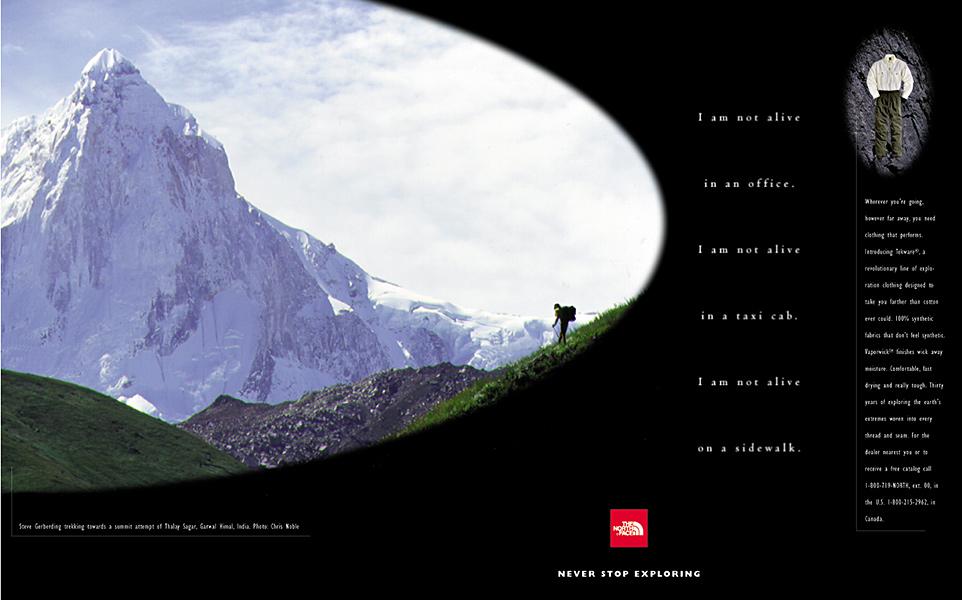 I am not alive
in an office.
I am not alive
in a taxi cab.
I am not alive
on a sidewalk.
Wherever you're going,
however far away, you need
clothing that performs.
Introducing Tekware®, a
revolutionary line of explo-
ration clothing designed to
take you farther than cotton
ever could. 100% synthetic
fabrics that don't feel synthetic.
Vaporwick™ finishes wick away
moisture. Comfortable, fast
drying and really tough. Thirty
years of exploring the earth's
extremes woven into every
thread and seam. For the
dealer nearest you or to
receive a free catalog call
1-800-719-NORTH, ext. 00, in
the U.S. 1-800-215-2962, in
Canada.
Steve Gerberding trekking towards a summit attempt of Thalay Sagar, Garwal Himal, India. Photo: Chris Noble
THE
NORTH
FACE
NEVER STOP EXPLORING